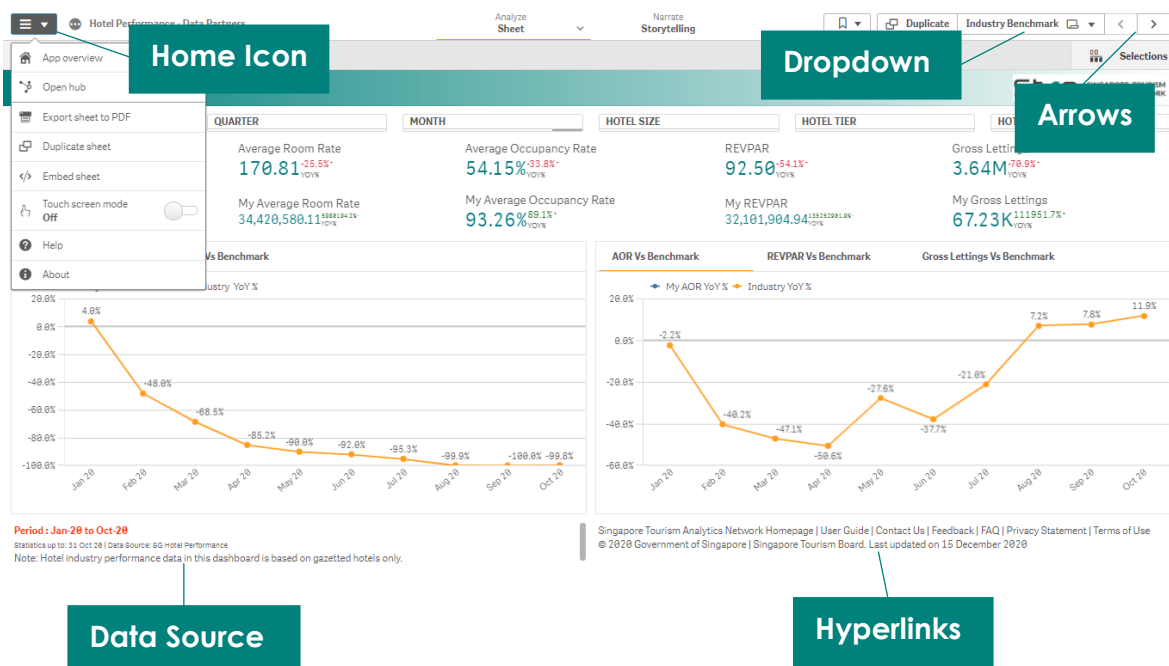 Hotel Performance - Data Partners
Analyze
Sheet
Narrate
Storytelling
Duplicate
Industry Benchmark
Home Icon
Dropdown
Arrows
Selections
App overview
Open hub
Export sheet to PDF
Duplicate sheet
Embed sheet
Touch screen mode
Off
Help
About
QUARTER
MONTH
HOTEL SIZE
HOTEL TIER
Average Room Rate
170.81 -25.5%
YOY%
Average Occupancy Rate
54.15% -33.8%
YOY%
REVPAR
92.50 -54.1%
YOY%
Gross Lettings
3.64M -70.9%
YOY%
My Average Room Rate
34,420,580.11
YOY%
My Average Occupancy Rate
93.26% 89.1%
YOY%
My REVPAR
32,101,904.94
YOY%
My Gross Lettings
67.23K 111951.7%
YOY%
Vs Benchmark
Industry YoY %
20.0%
0.0%
-20.0%
-40.0%
-60.0%
-80.0%
-100.0%
4.0%
-48.0%
-68.5%
-85.2%
-90.0%
-92.0%
-95.3%
-99.9%
-100.0%
-99.8%
Jan 20
Feb 20
Mar 20
Apr 20
May 20
Jun 20
Jul 20
Aug 20
Sep 20
Oct 20
AOR Vs Benchmark
REVPAR Vs Benchmark
Gross Lettings Vs Benchmark
My AOR YoY %
Industry YoY %
20.0%
0.0%
-20.0%
-40.0%
-60.0%
-2.2%
-40.2%
-47.1%
-50.6%
-27.6%
-37.7%
-21.0%
7.2%
7.8%
11.9%
Jan 20
Feb 20
Mar 20
Apr 20
May 20
Jun 20
Jul 20
Aug 20
Sep 20
Oct 20
Period : Jan-20 to Oct-20
Statistics up to: 31 Oct 20 | Data Source: SG Hotel Performance
Note: Hotel industry performance data in this dashboard is based on gazetted hotels only.
Singapore Tourism Analytics Network Homepage | User Guide | Contact Us | Feedback | FAQ | Privacy Statement | Terms of Use
© 2020 Government of Singapore | Singapore Tourism Board. Last updated on 15 December 2020
Data Source
Hyperlinks